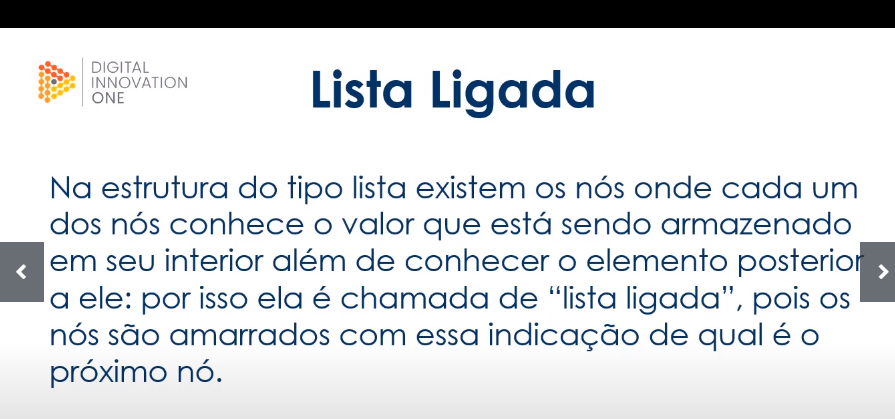 DIGITAL
INNOVATION
ONE
Lista Ligada
Na estrutura do tipo lista existem os nós onde cada um
dos nós conhece o valor que está sendo armazenado
em seu interior além de conhecer o elemento posterior
a ele: por isso ela é chamada de “lista ligada”, pois os
nós são amarrados com essa indicação de qual é o
próximo nó.